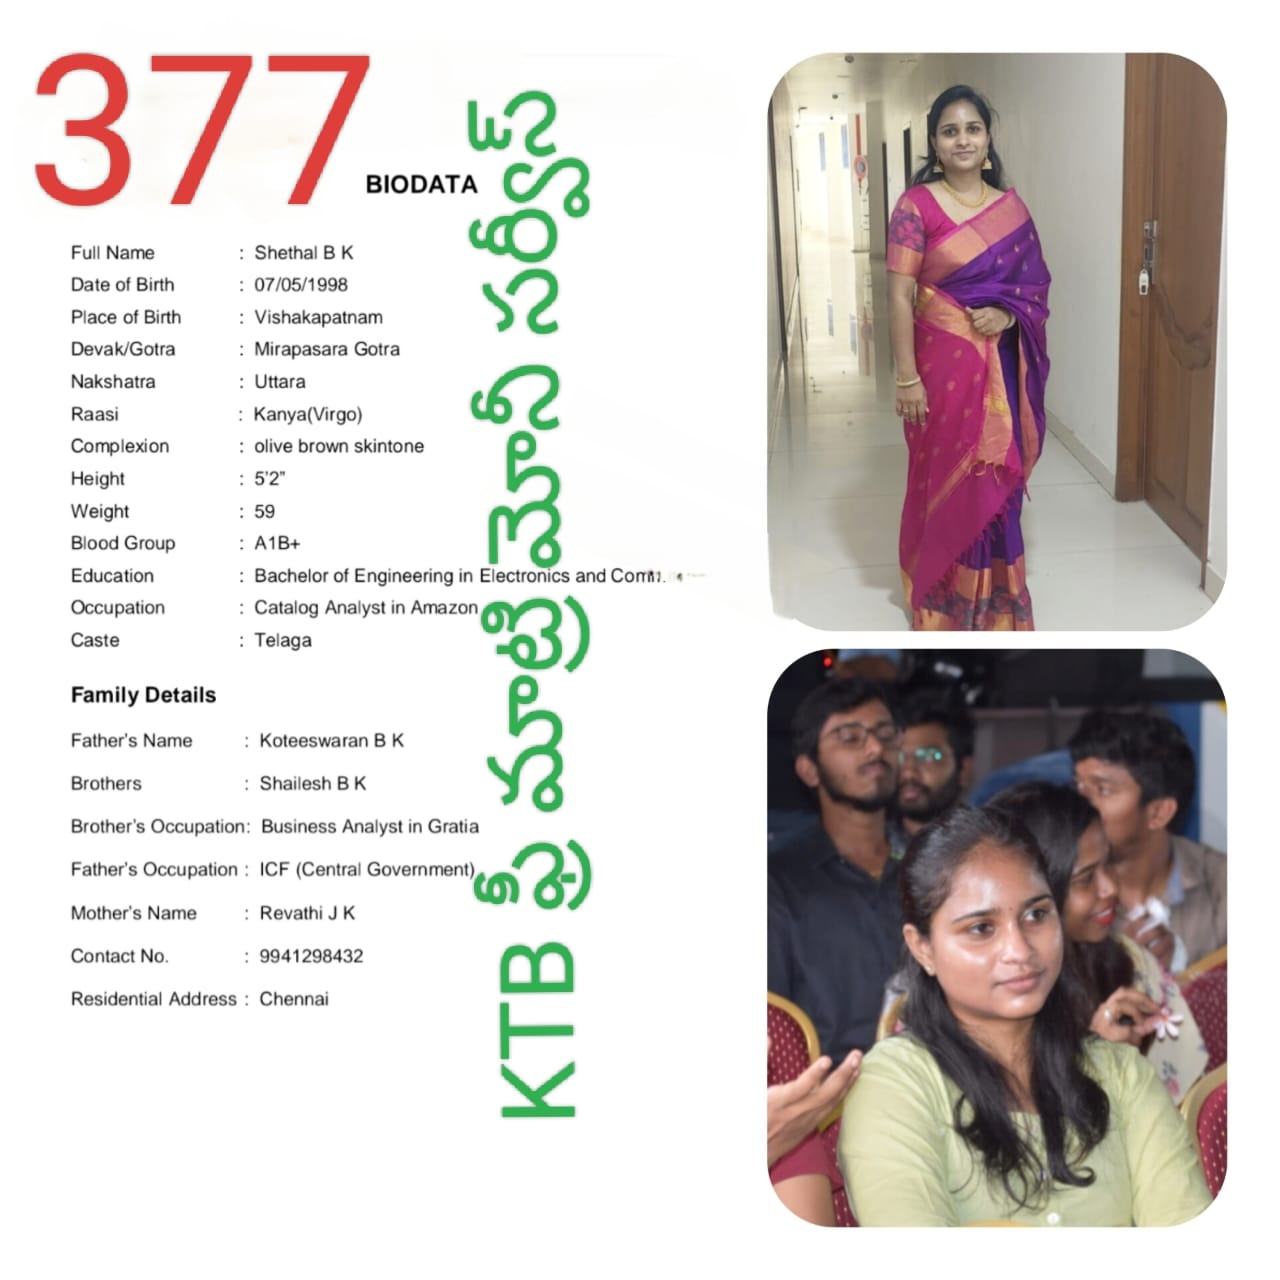 377
BIODATA
Full Name : Shethal B K
Date of Birth : 07/05/1998
Place of Birth : Vishakapatnam
Devak/Gotra : Mirapasara Gotra
Nakshatra : Uttara
Raasi : Kanya(Virgo)
Complexion : olive brown skintone
Height : 5'2"
Weight : 59
Blood Group : A1B+
Education : Bachelor of Engineering in Electronics and Comm.
Occupation : Catalog Analyst in Amazon
Caste : Telaga
Family Details
Father's Name : Koteeswaran B K
Brothers : Shailesh B K
Brother's Occupation: Business Analyst in Gratia
Father's Occupation : ICF (Central Government)
Mother's Name : Revathi J K
Contact No. : 9941298432
Residential Address : Chennai
KTB ఫ్రీ మాట్రిమోనీ సర్వీస్